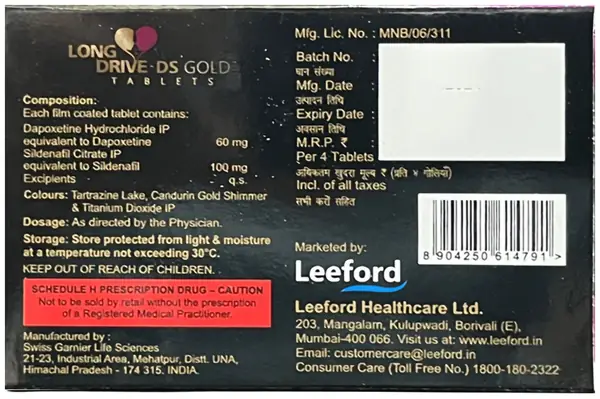 LONG
DRIVE-DS GOLD
TABLETS
Composition:
Each film coated tablet contains:
Dapoxetine Hydrochloride IP
equivalent to Dapoxetine 60 mg
Sildenafil Citrate IP
equivalent to Sildenafil 100 mg
Excipients q.s.
Colours: Tartrazine Lake, Candurin Gold Shimmer
& Titanium Dioxide IP
Dosage: As directed by the Physician.
Storage: Store protected from light & moisture
at a temperature not exceeding 30°C.
KEEP OUT OF REACH OF CHILDREN.
SCHEDULE H PRESCRIPTION DRUG – CAUTION
Not to be sold by retail without the prescription
of a Registered Medical Practitioner.
Manufactured by :
Swiss Garnier Life Sciences
21-23, Industrial Area, Mehatpur, Distt. UNA,
Himachal Pradesh - 174 315. INDIA.
Mfg. Lic. No. : MNB/06/311
Batch No. :
घान संख्या
Mfg. Date :
उत्पादन तिथि
Expiry Date :
अवसान तिथि
M.R.P. ₹ :
Per 4 Tablets
अधिकतम खुदरा मूल्य ₹ (प्रति ४ गोलियाँ)
Incl. of all taxes
सभी करों सहित
8 904250 614791 >
Marketed by :
Leeford
Leeford Healthcare Ltd.
203, Mangalam, Kulupwadi, Borivali (E),
Mumbai-400 066. Visit us at: www.leeford.in
Email: customercare@leeford.in
Consumer Care (Toll Free No.) 1800-180-2322